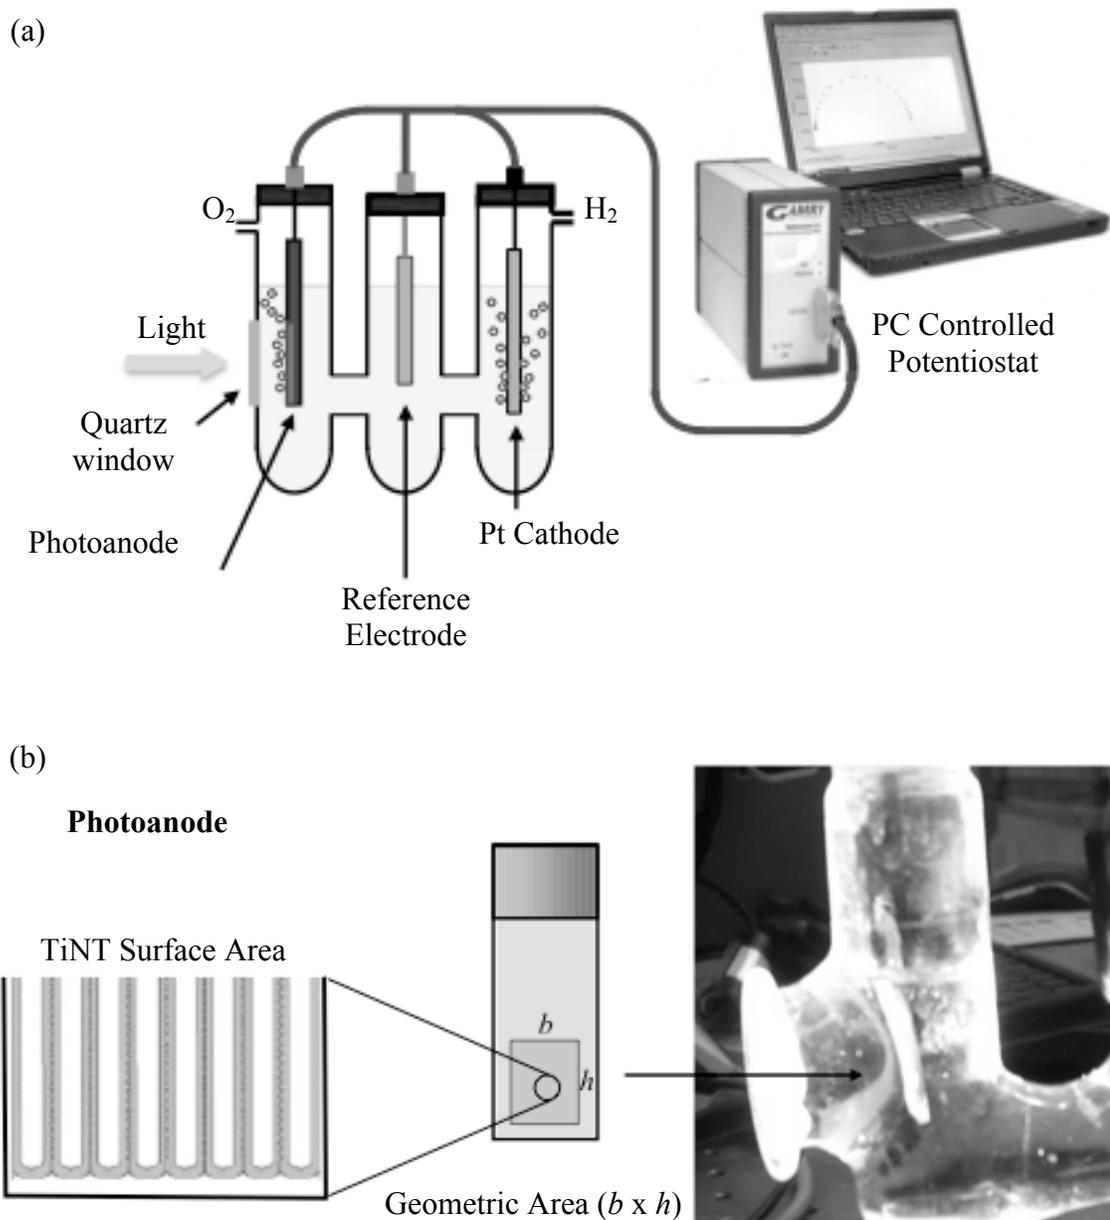 (a)
O₂
H₂
GAMRY
Light
PC Controlled
Potentiostat
Quartz
window
Photoanode
Pt Cathode
Reference
Electrode
(b)
Photoanode
TiNT Surface Area
b
h
Geometric Area (b x h)